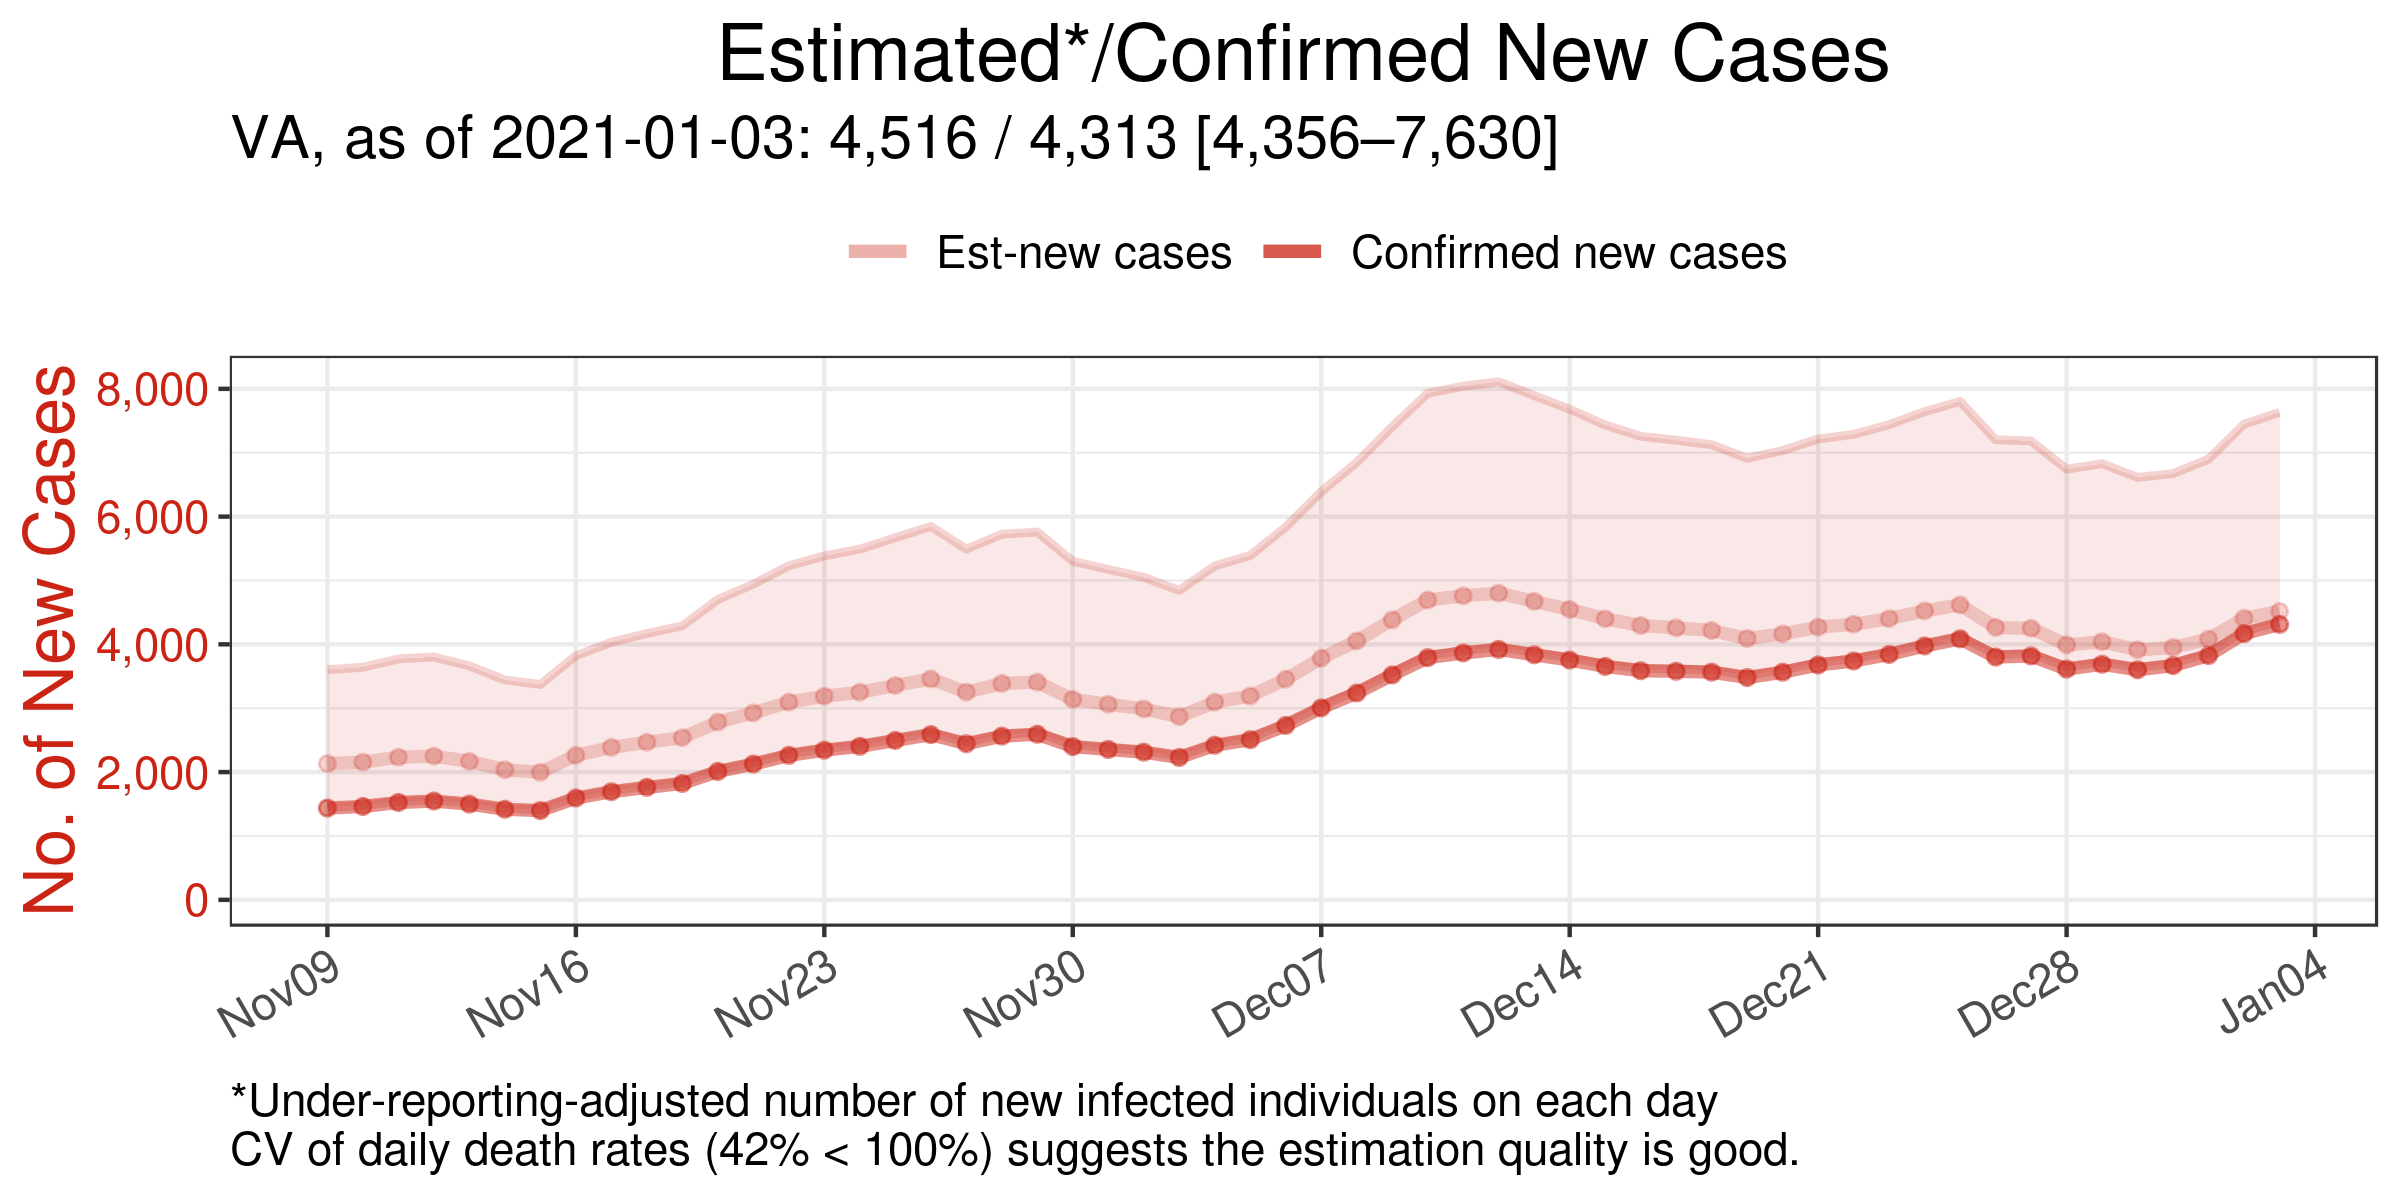 Estimated*/Confirmed New Cases
VA, as of 2021-01-03: 4,516 / 4,313 [4,356–7,630]
Est-new cases
Confirmed new cases
No. of New Cases
8,000
6,000
4,000
2,000
0
Nov09
Nov16
Nov23
Nov30
Dec07
Dec14
Dec21
Dec28
Jan04
*Under-reporting-adjusted number of new infected individuals on each day
CV of daily death rates (42% < 100%) suggests the estimation quality is good.